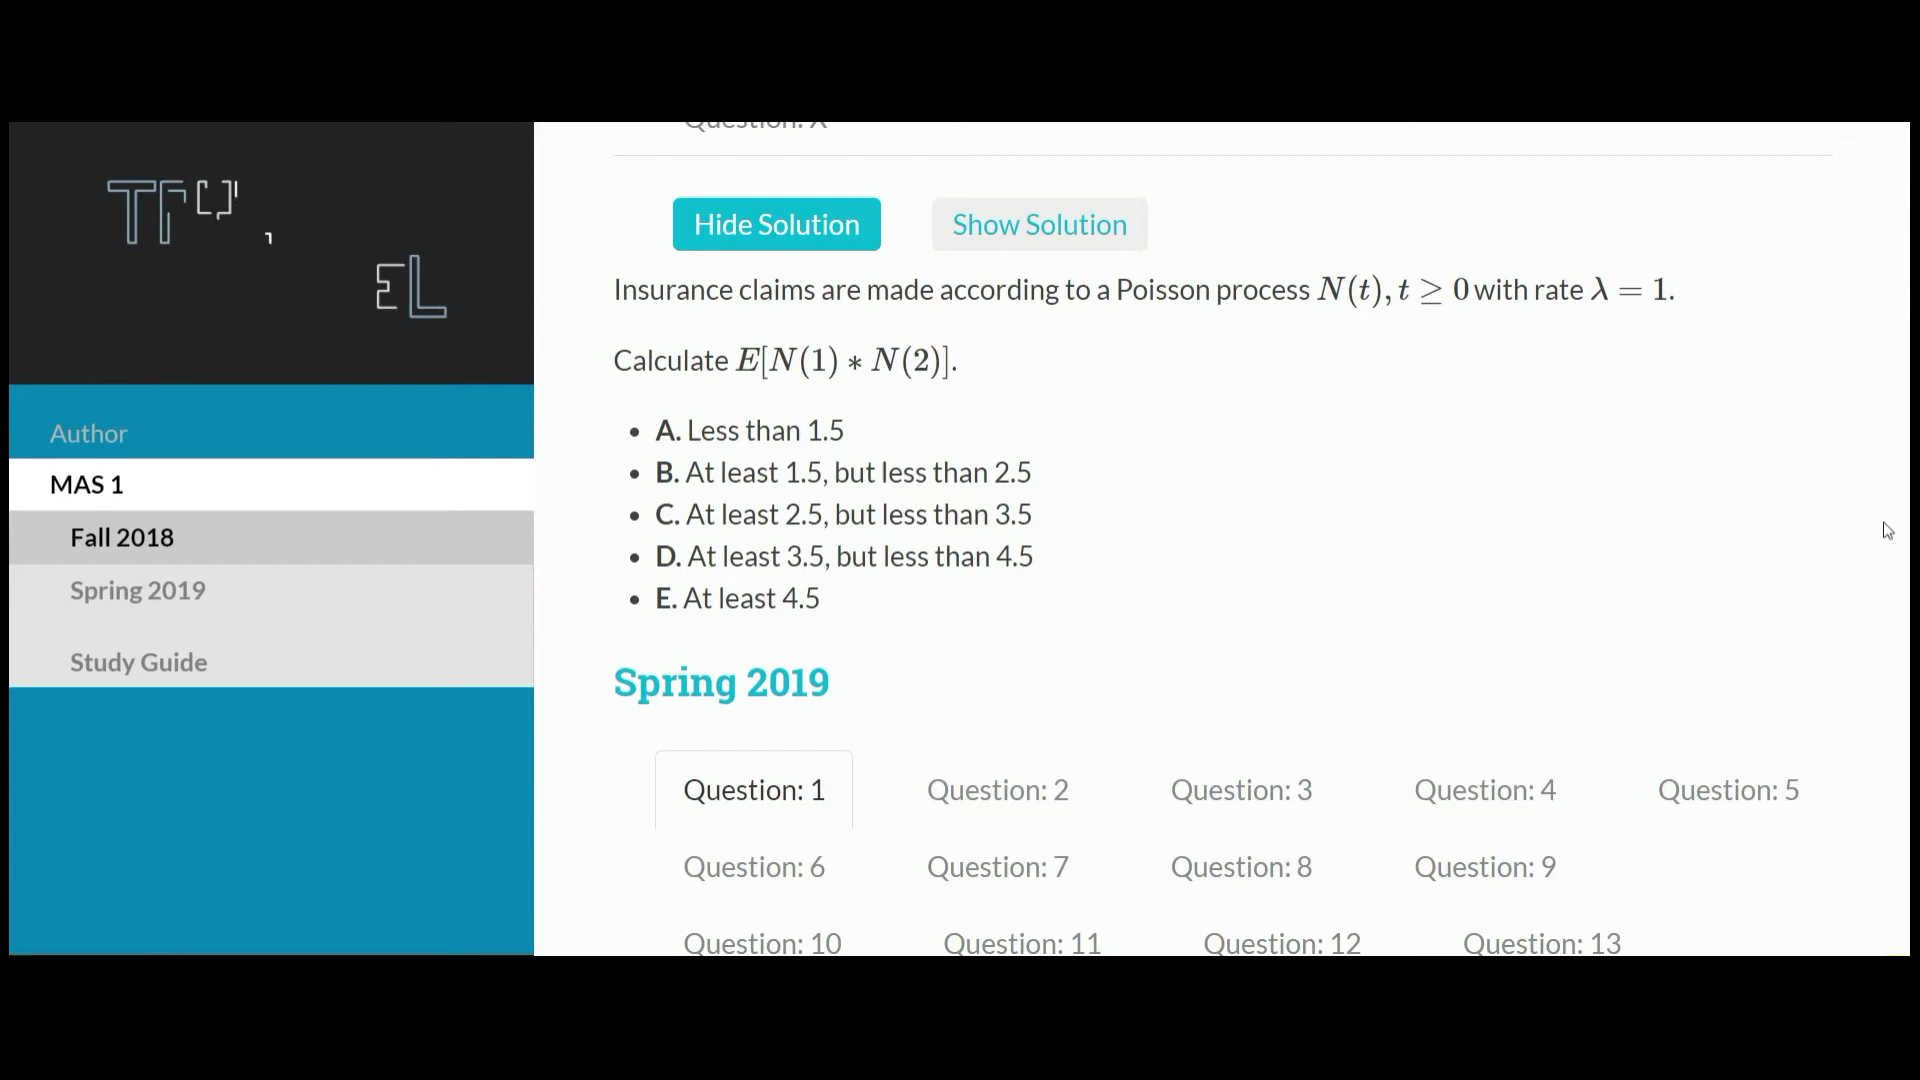 Hide Solution Show Solution
Insurance claims are made according to a Poisson process N(t), t ≥ 0 with rate λ = 1.
Calculate E[N(1) ∗ N(2)].
• A. Less than 1.5
• B. At least 1.5, but less than 2.5
• C. At least 2.5, but less than 3.5
• D. At least 3.5, but less than 4.5
• E. At least 4.5
Spring 2019
Question: 1 Question: 2 Question: 3 Question: 4 Question: 5
Question: 6 Question: 7 Question: 8 Question: 9
Question: 10 Question: 11 Question: 12 Question: 13
Author
MAS 1
Fall 2018
Spring 2019
Study Guide